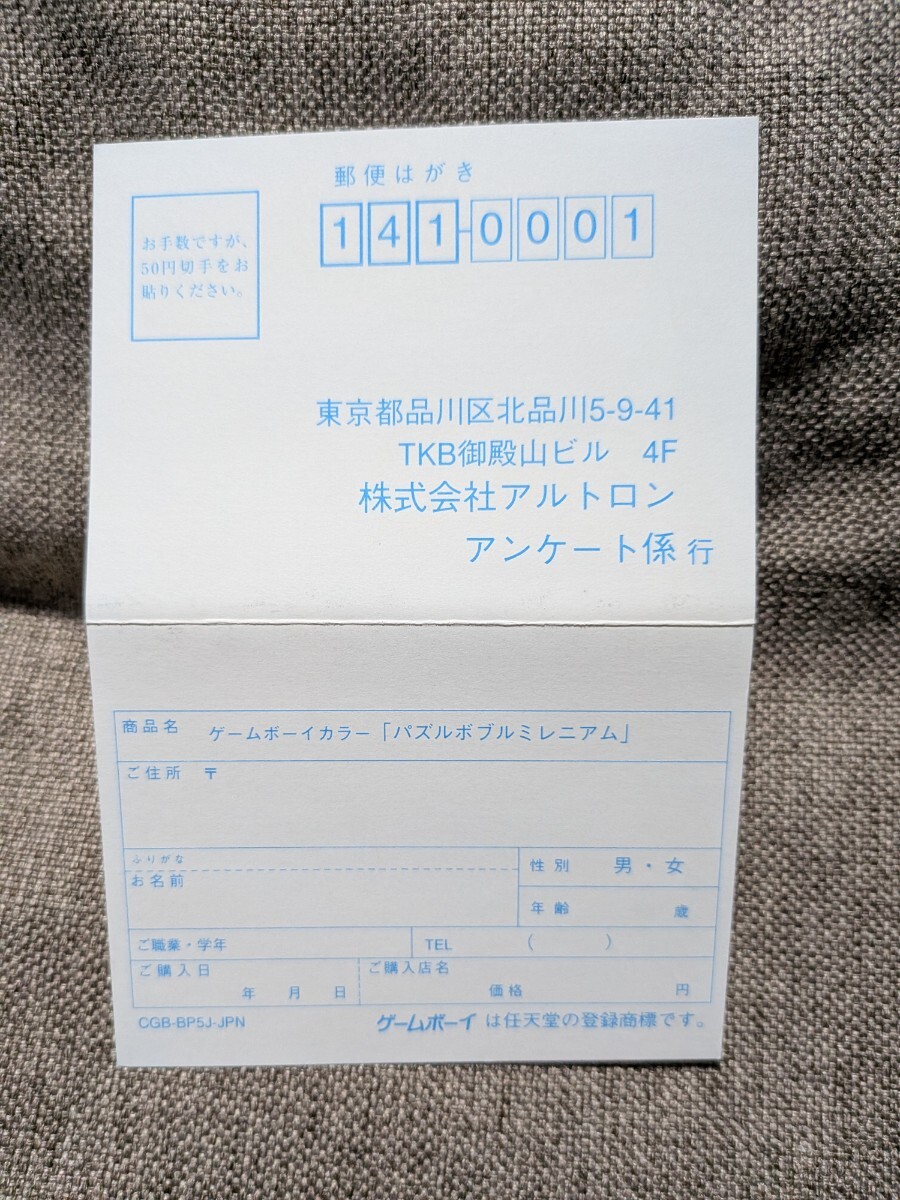 郵便はがき
141-0001
お手数ですが、
50円切手をお
貼りください。
東京都品川区北品川5-9-41
TKB御殿山ビル 4F
株式会社アルトロン
アンケート係 行
商品名 ゲームボーイカラー「パズルボブルミレニアム」
ご住所 〒
ふりがな
お名前
性別 男・女
年齢 歳
ご職業・学年 TEL ( )
ご購入日 年 月 日
ご購入店名
価格 円
CGB-BP5J-JPN ゲームボーイは任天堂の登録商標です。